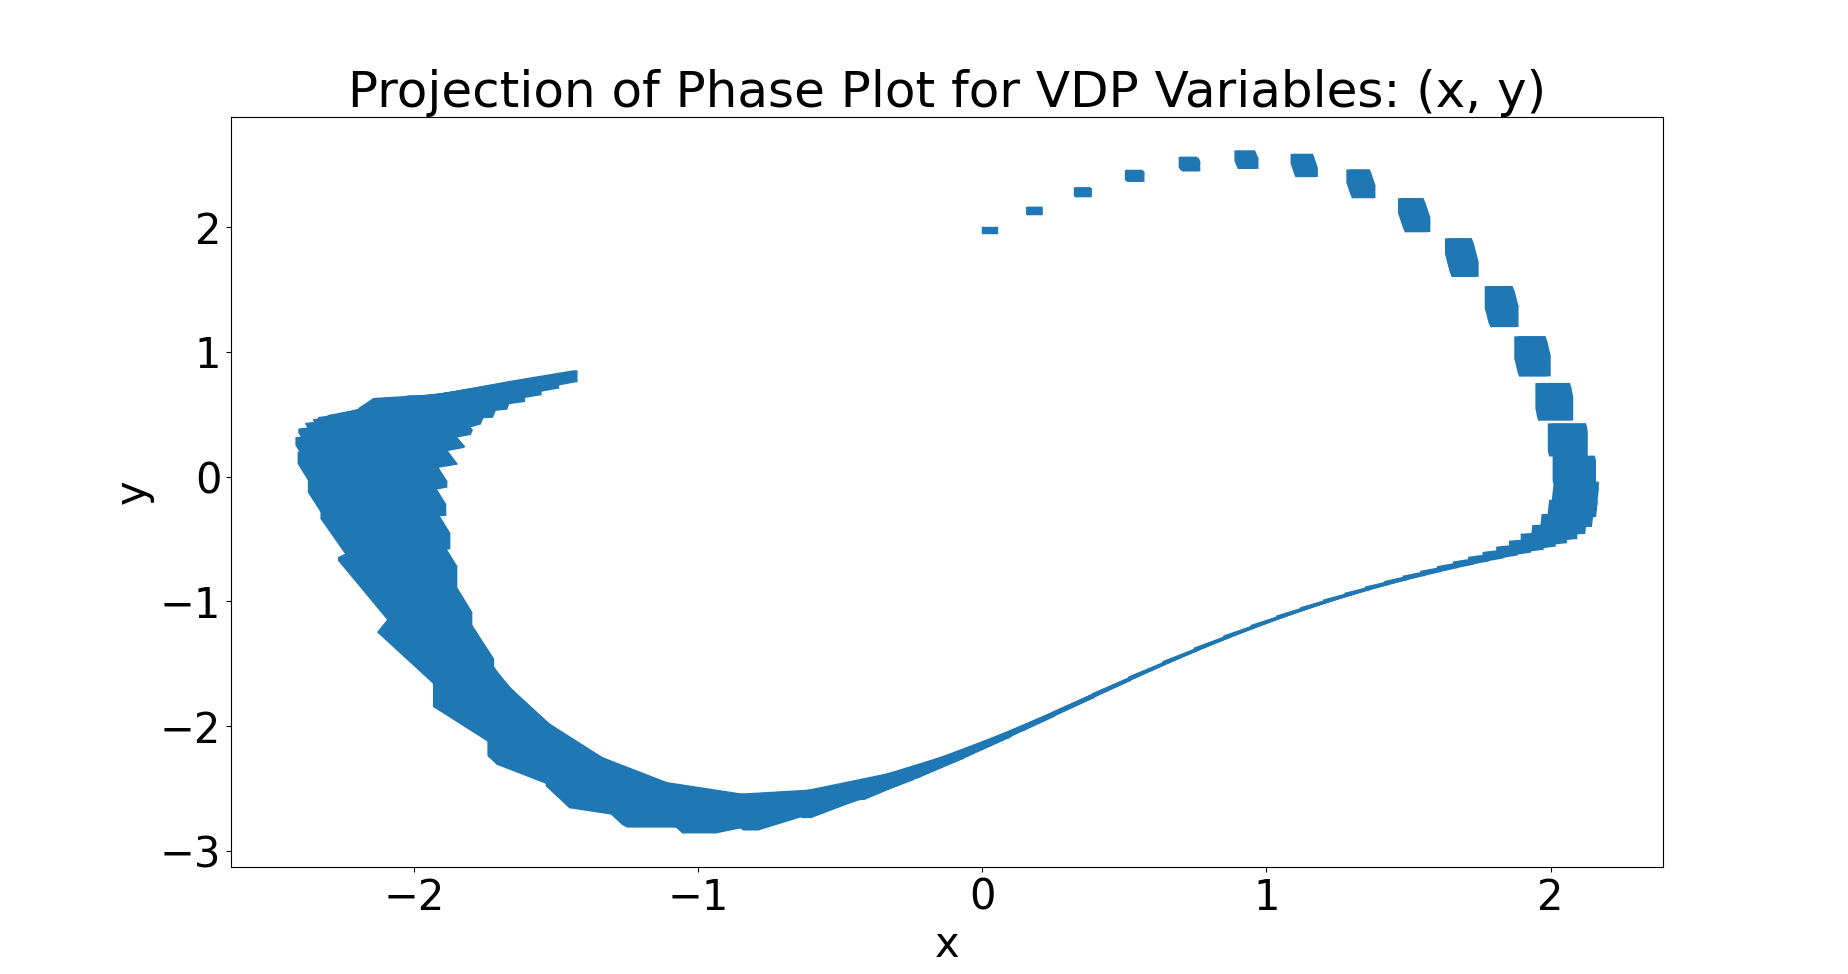 Projection of Phase Plot for VDP Variables: (x, y)
2
1
0
−1
−2
−3
y
−2 −1 0 1 2
x